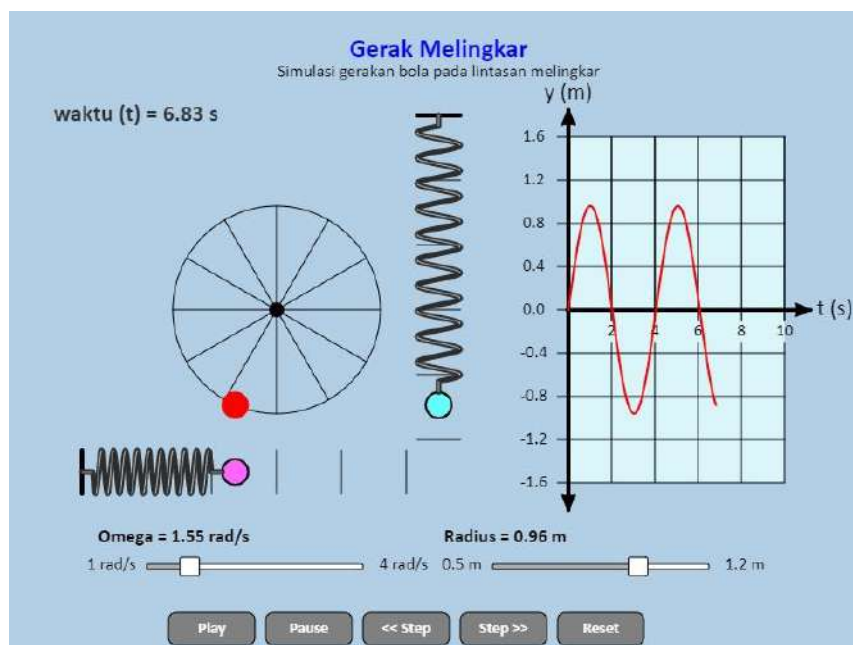 Gerak Melingkar
Simulasi gerakan bola pada lintasan melingkar
waktu (t) = 6.83 s
y (m)
1.6
1.2
0.8
0.4
0.0
-0.4
-0.8
-1.2
-1.6
2 4 6 8 10
t (s)
Omega = 1.55 rad/s
1 rad/s 4 rad/s
Radius = 0.96 m
0.5 m 1.2 m
Play Pause << Step Step >> Reset